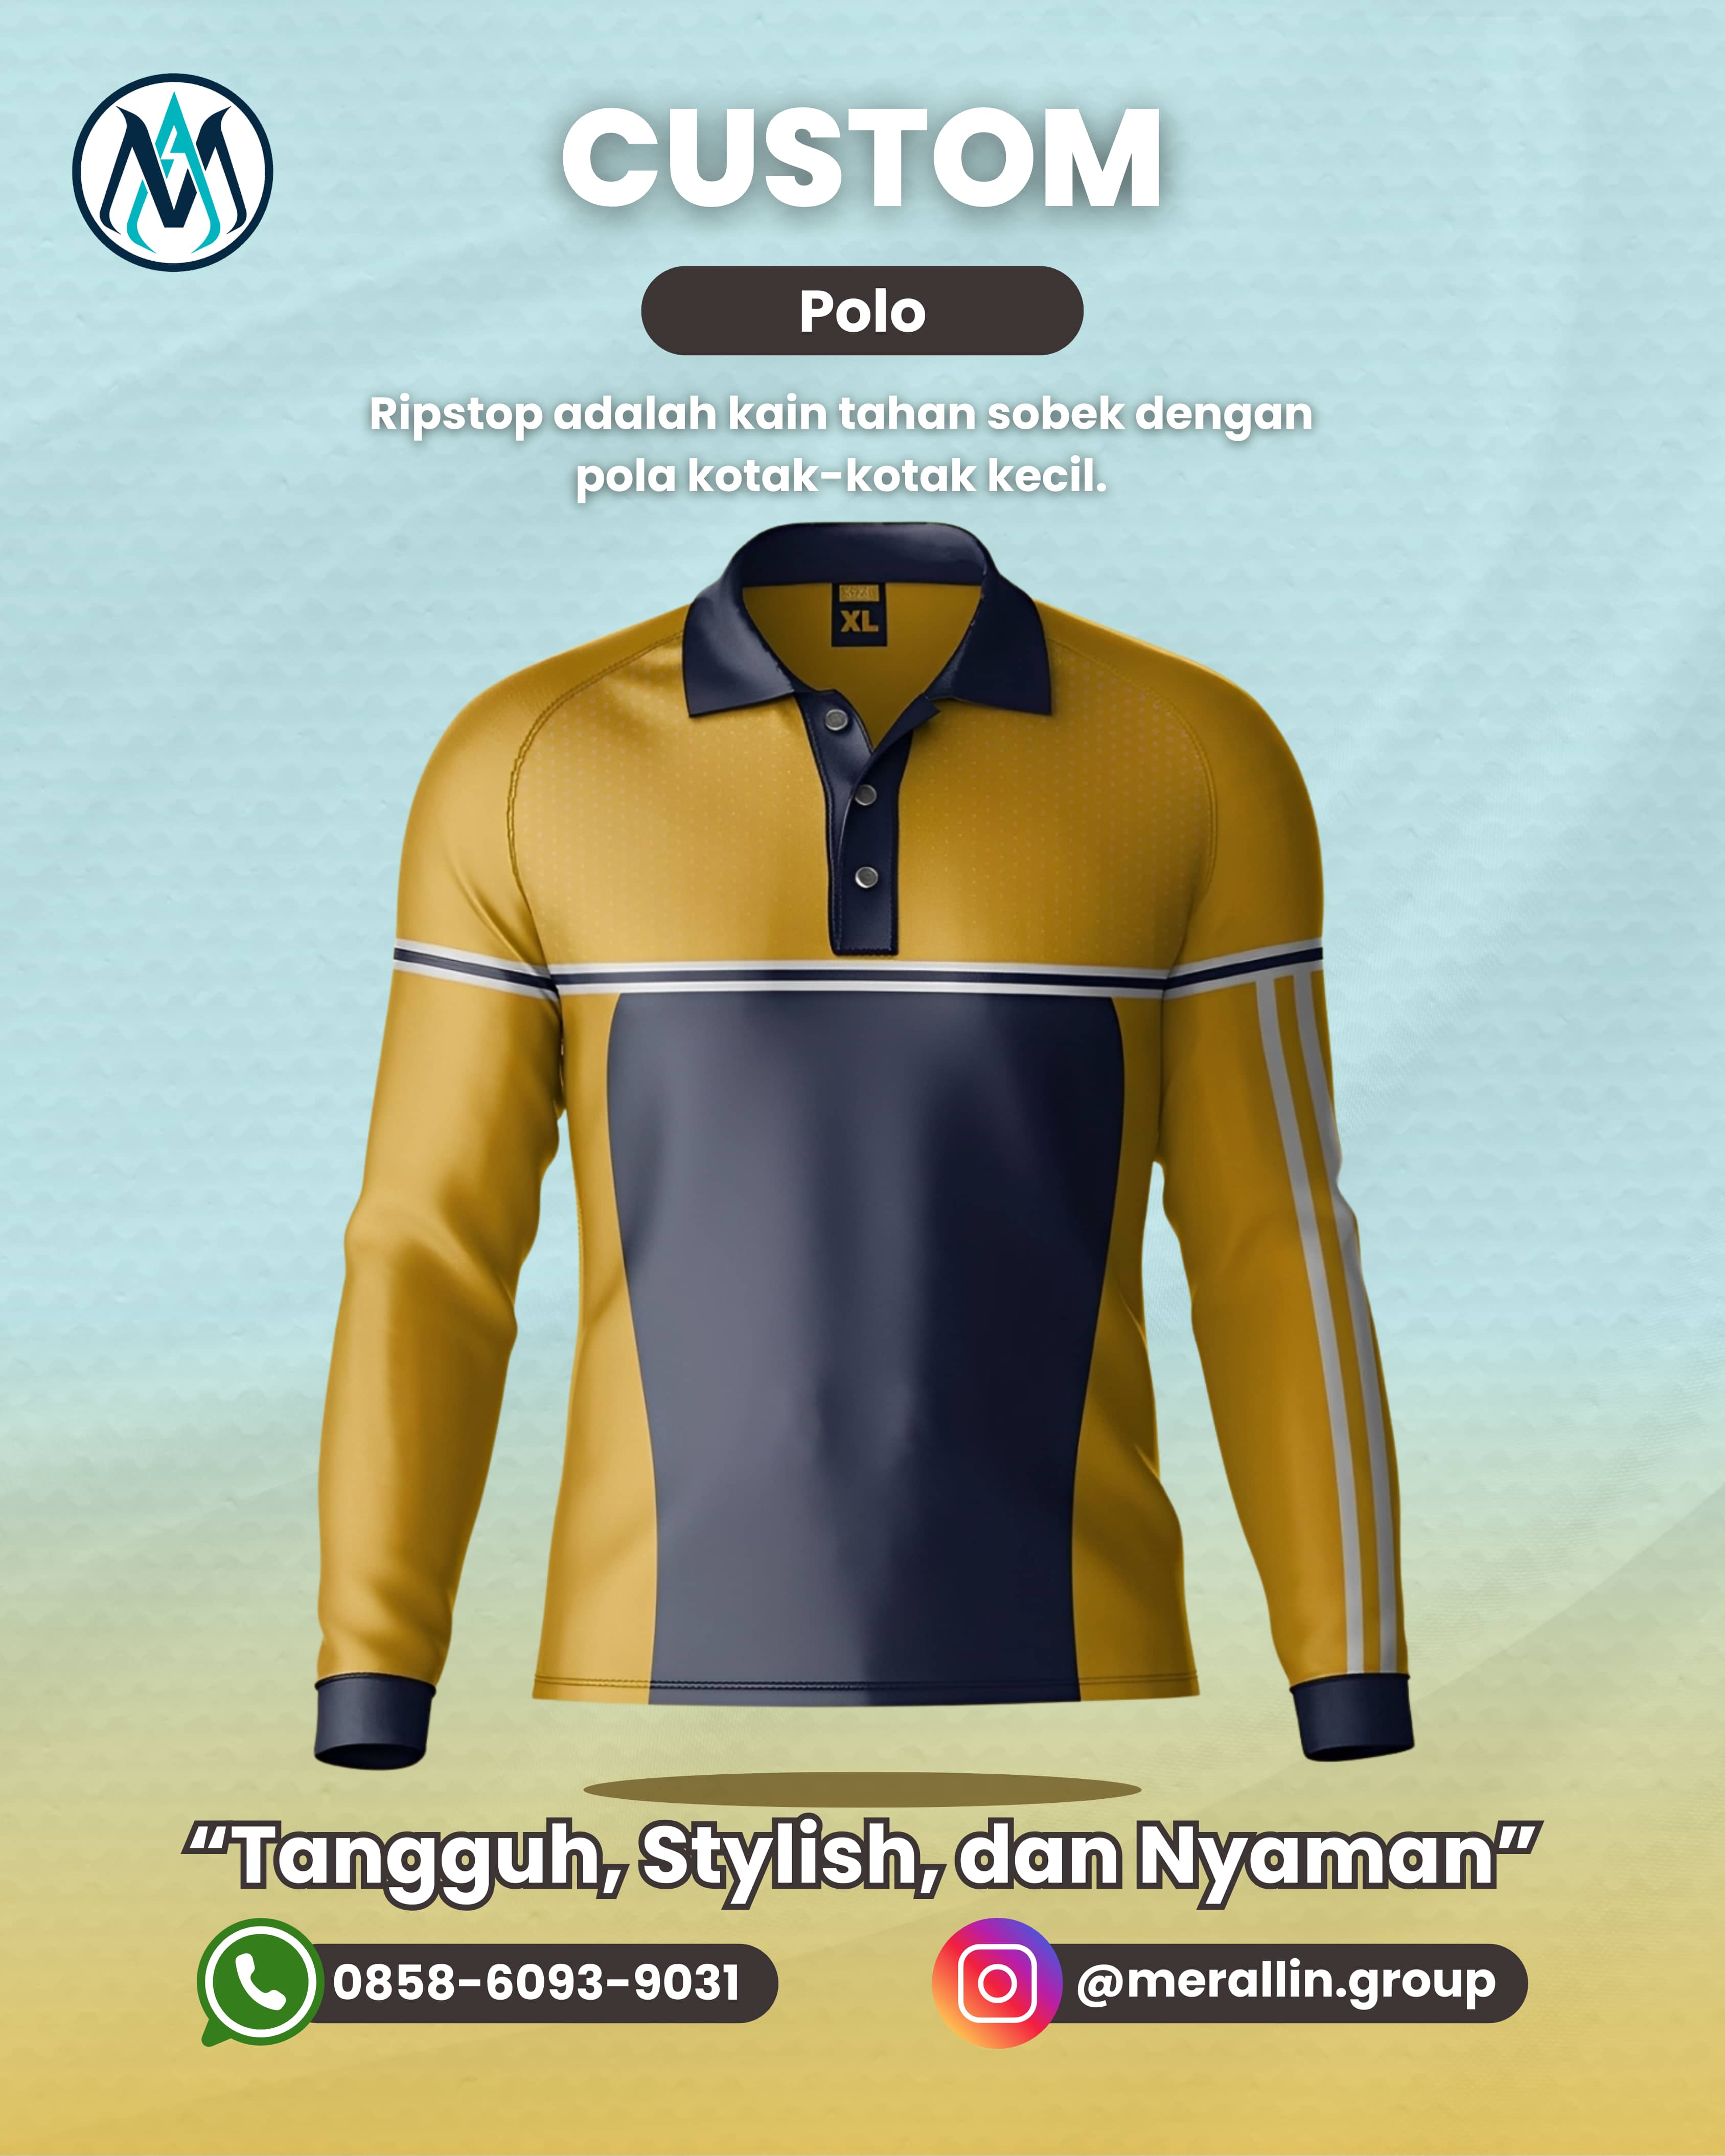 CUSTOM
Polo
Ripstop adalah kain tahan sobek dengan
pola kotak-kotak kecil.
XL
“Tangguh, Stylish, dan Nyaman”
0858-6093-9031
@merallin.group